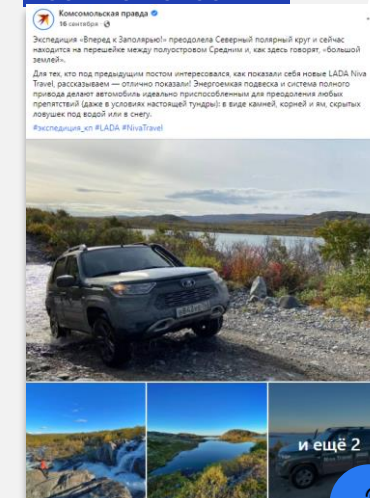 Комсомольская правда
16 сентября
Экспедиция «Вперед к Заполярью!» преодолела Северный полярный круг и сейчас
находится на перешейке между полуостровом Средним и, как здесь говорят, «большой
землей».
Для тех, кто под предыдущим постом интересовался, как показали себя новые LADA Niva
Travel, рассказываем — отлично показали! Энергоемкая подвеска и система полного
привода делают автомобиль идеально приспособленным для преодоления любых
препятствий (даже в условиях настоящей тундры): в виде камней, корней и ям, скрытых
ловушек под водой или в снегу.
#экспедиция_кп #LADA #NivaTravel
и ещё 2